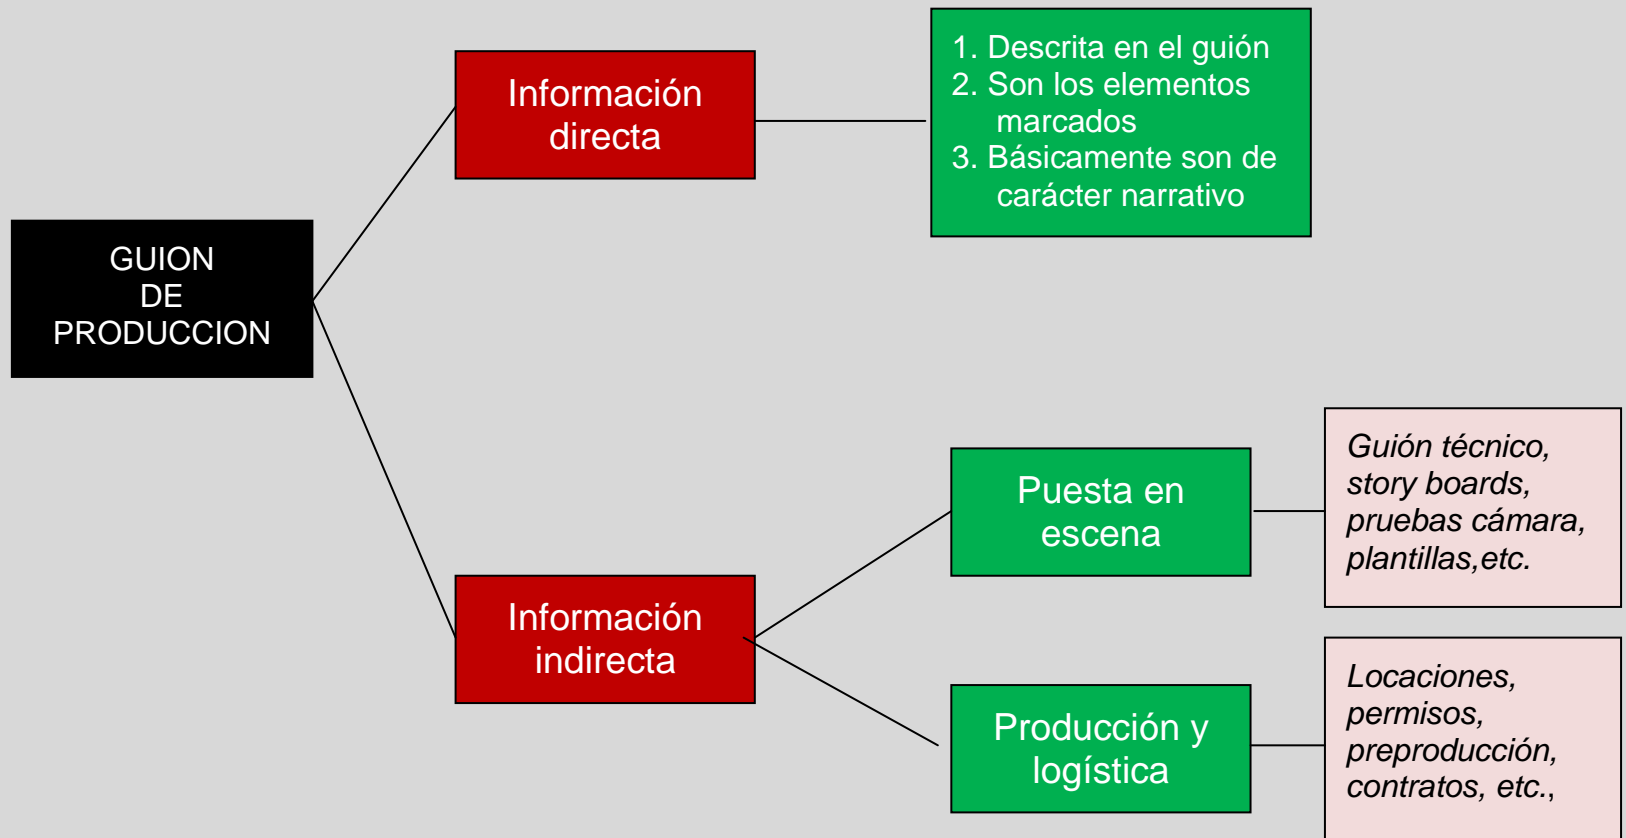 1. Descrita en el guión
2. Son los elementos
marcados
3. Básicamente son de
carácter narrativo
Información
directa
GUION
DE
PRODUCCION
Guión técnico,
story boards,
pruebas cámara,
plantillas,etc.
Puesta en
escena
Información
indirecta
Locaciones,
permisos,
preproducción,
contratos, etc.,
Producción y
logística